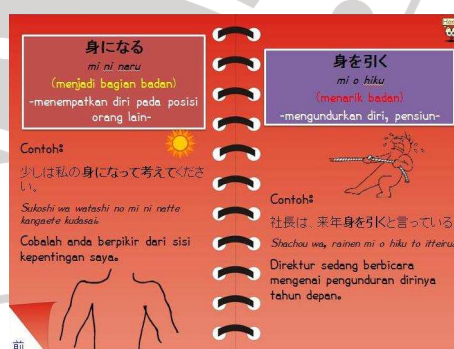 身になる
mi ni naru
(menjadi bagian badan)
-menempatkan diri pada posisi
orang lain-
Contoh:
少しは私の身になって考えてくださ
い。
Sukoshi wa watashi no mi ni natte
kangaete kudasai.
Cobalah anda berpikir dari sisi
kepentingan saya.
前
身を引く
mi o hiku
(menarik badan)
-mengundurkan diri, pensiun-
Contoh:
社長は 来年身を引くと言っている
Shachou wa, rainen mi o hiku to itteiru
Direktur sedang berbicara
mengenai pengunduran dirinya
tahun depan.